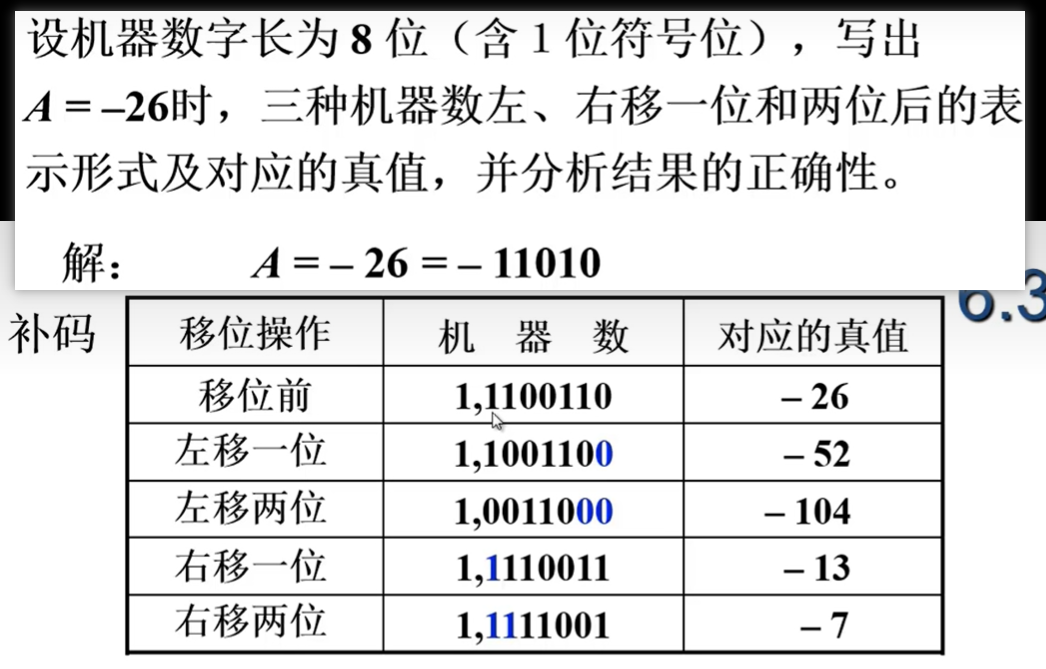 设机器数字长为 8 位（含 1 位符号位），写出
A = –26时，三种机器数左、右移一位和两位后的表
示形式及对应的真值，并分析结果的正确性。
解： A = – 26 = – 11010
6.3
补码
移位操作 机 器 数 对应的真值
移位前 1,1100110 – 26
左移一位 1,1001100 – 52
左移两位 1,0011000 – 104
右移一位 1,1110011 – 13
右移两位 1,1111001 – 7